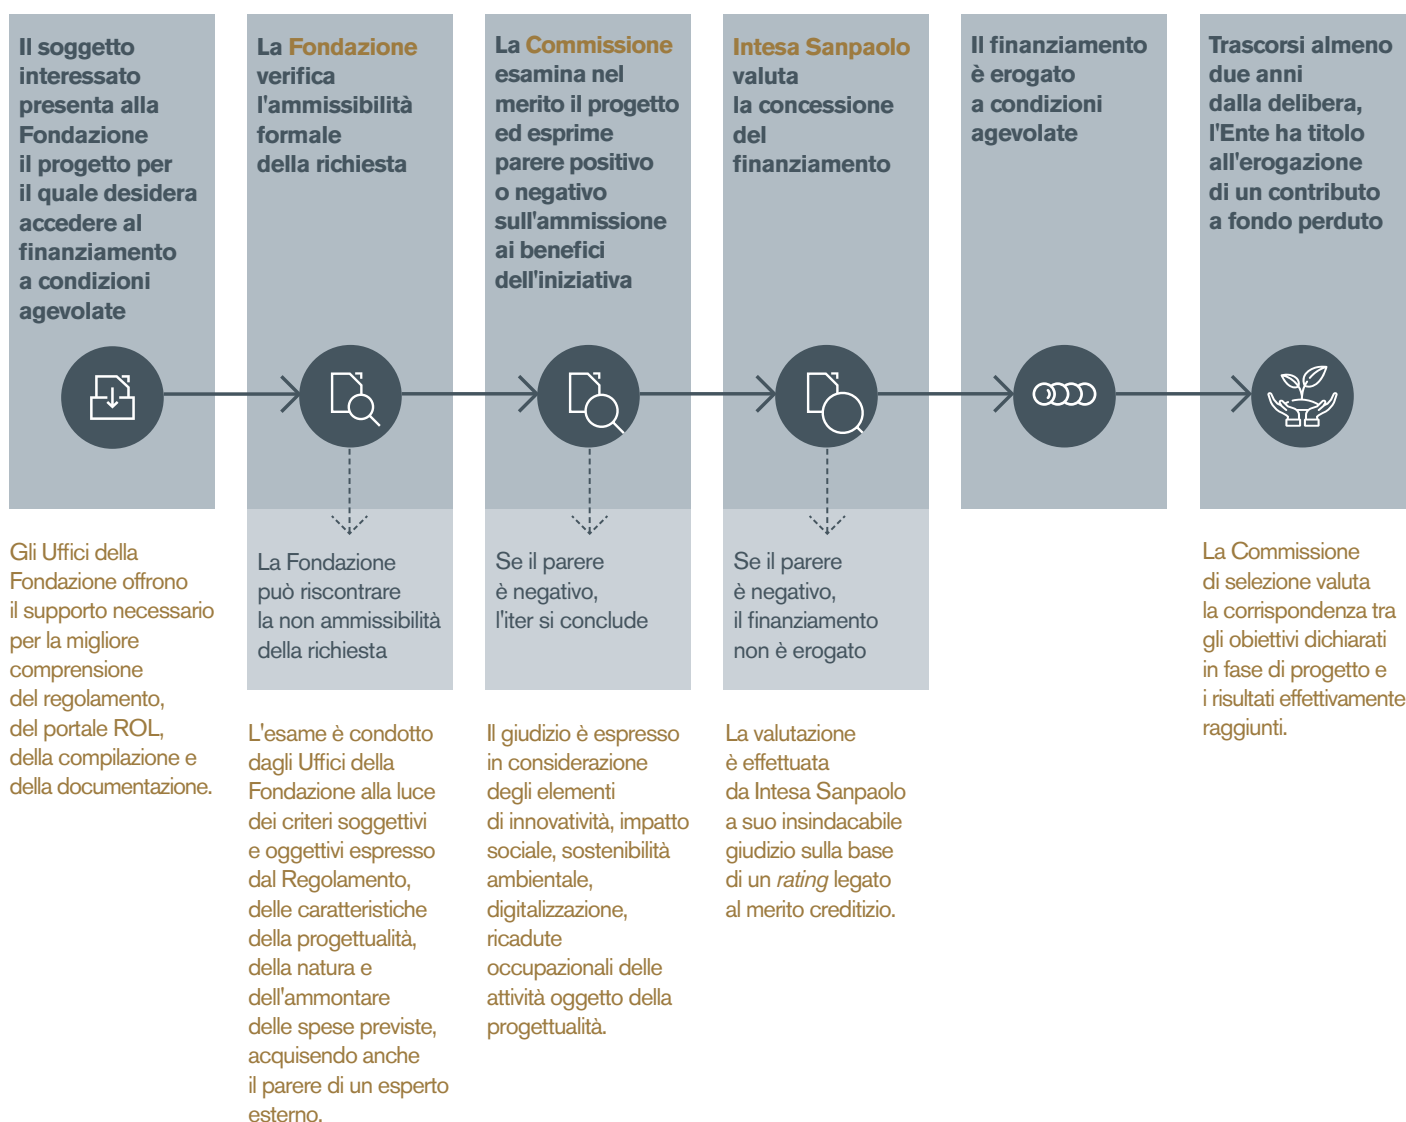 Il soggetto
interessato
presenta alla
Fondazione
il progetto per
il quale desidera
accedere al
finanziamento
a condizioni
agevolate
Gli Uffici della
Fondazione offrono
il supporto necessario
per la migliore
comprensione
del regolamento,
del portale ROL,
della compilazione e
della documentazione.
La Fondazione
verifica
l'ammissibilità
formale
della richiesta
La Fondazione
può riscontrare
la non ammissibilità
della richiesta
L'esame è condotto
dagli Uffici della
Fondazione alla luce
dei criteri soggettivi
e oggettivi espresso
dal Regolamento,
delle caratteristiche
della progettualità,
della natura e
dell'ammontare
delle spese previste,
acquisendo anche
il parere di un esperto
esterno.
La Commissione
esamina nel
merito il progetto
ed esprime
parere positivo
o negativo
sull'ammissione
ai benefici
dell'iniziativa
Se il parere
è negativo,
l'iter si conclude
Il giudizio è espresso
in considerazione
degli elementi
di innovatività, impatto
sociale, sostenibilità
ambientale,
digitalizzazione,
ricadute
occupazionali delle
attività oggetto della
progettualità.
Intesa Sanpaolo
valuta
la concessione
del
finanziamento
Se il parere
è negativo,
il finanziamento
non è erogato
La valutazione
è effettuata
da Intesa Sanpaolo
a suo insindacabile
giudizio sulla base
di un rating legato
al merito creditizio.
Il finanziamento
è erogato
a condizioni
agevolate
Trascorsi almeno
due anni
dalla delibera,
l'Ente ha titolo
all'erogazione
di un contributo
a fondo perduto
La Commissione
di selezione valuta
la corrispondenza tra
gli obiettivi dichiarati
in fase di progetto e
i risultati effettivamente
raggiunti.